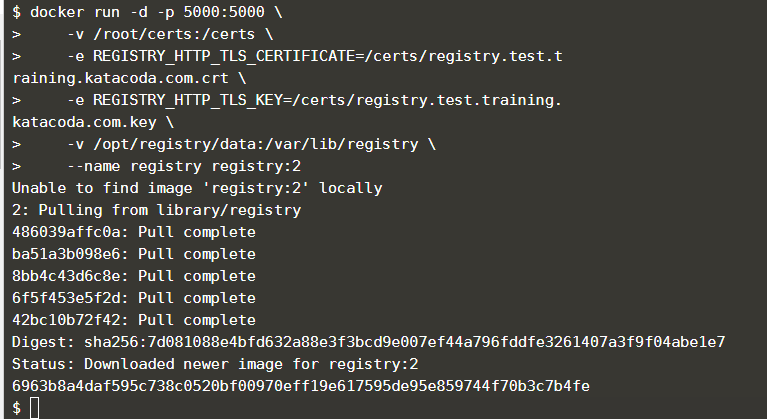 $ docker run -d -p 5000:5000 \
>     -v /root/certs:/certs \
>     -e REGISTRY_HTTP_TLS_CERTIFICATE=/certs/registry.test.t
raining.katacoda.com.crt \
>     -e REGISTRY_HTTP_TLS_KEY=/certs/registry.test.training.
katacoda.com.key \
>     -v /opt/registry/data:/var/lib/registry \
>     --name registry registry:2
Unable to find image 'registry:2' locally
2: Pulling from library/registry
486039affc0a: Pull complete
ba51a3b098e6: Pull complete
8bb4c43d6c8e: Pull complete
6f5f453e5f2d: Pull complete
42bc10b72f42: Pull complete
Digest: sha256:7d081088e4bfd632a88e3f3bcd9e007ef44a796fddfe3261407a3f9f04abe1e7
Status: Downloaded newer image for registry:2
6963b8a4daf595c738c0520bf00970eff19e617595de95e859744f70b3c7b4fe
$